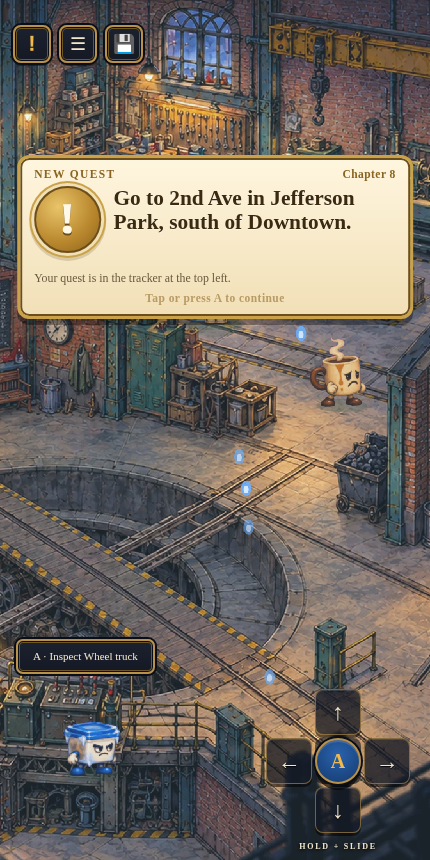 NEW QUEST
Chapter 8
!
Go to 2nd Ave in Jefferson
Park, south of Downtown.
Your quest is in the tracker at the top left.
Tap or press A to continue
A · Inspect Wheel truck
↑
← A →
↓
HOLD + SLIDE